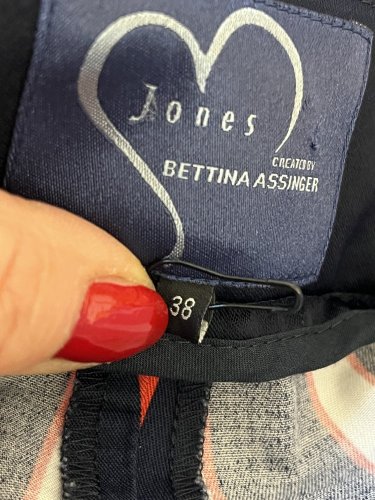 Jones
CREATED BY
BETTINA ASSINGER
38